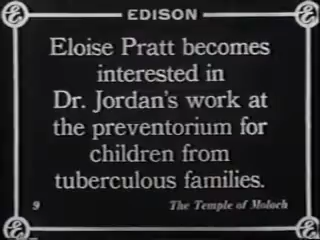 EDISON
Eloise Pratt becomes
interested in
Dr. Jordan's work at
the preventorium for
children from
tuberculous families.
9 The Temple of Moloch